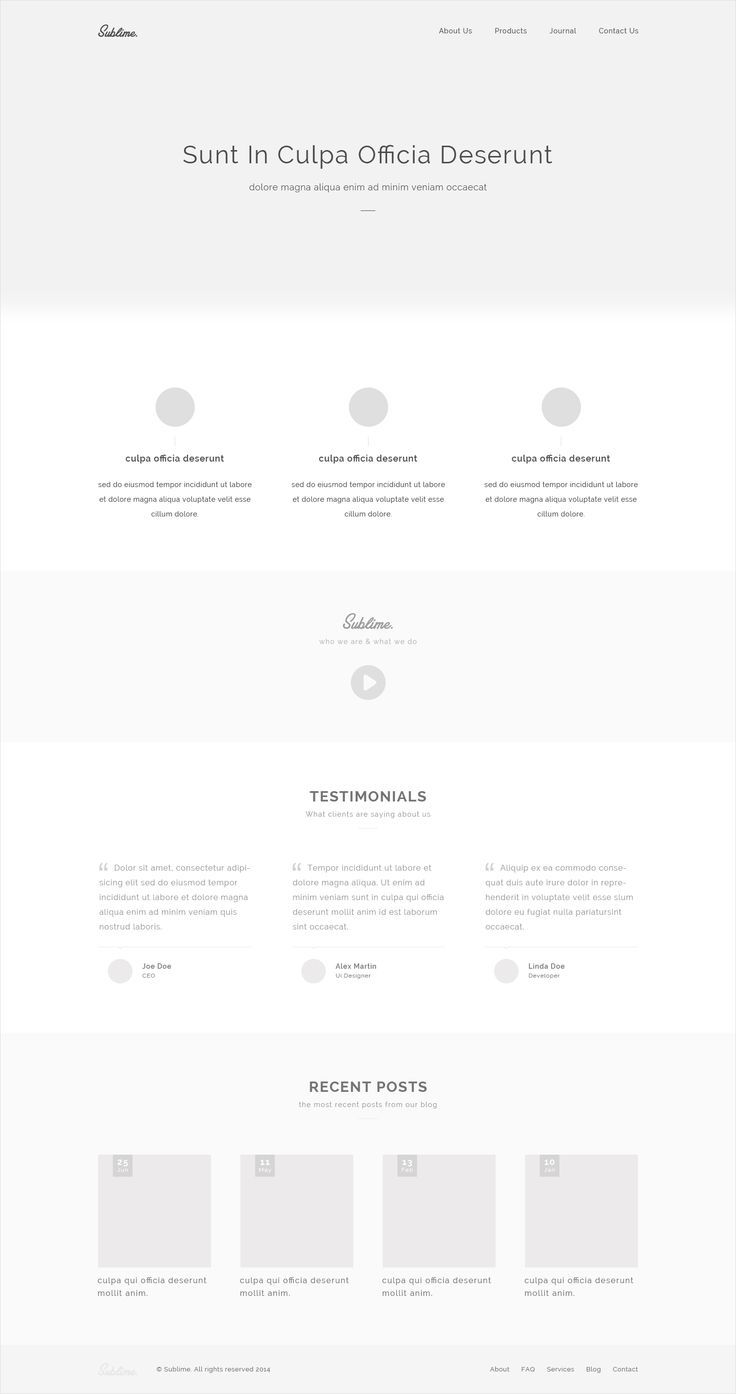 Sublime.
About Us Products Journal Contact Us
Sunt In Culpa Officia Deserunt
dolore magna aliqua enim ad minim veniam occaecat
culpa officia deserunt
sed do eiusmod tempor incididunt ut labore
et dolore magna aliqua voluptate velit esse
cillum dolore.
culpa officia deserunt
sed do eiusmod tempor incididunt ut labore
et dolore magna aliqua voluptate velit esse
cillum dolore.
culpa officia deserunt
sed do eiusmod tempor incididunt ut labore
et dolore magna aliqua voluptate velit esse
cillum dolore.
Sublime.
who we are & what we do
TESTIMONIALS
What clients are saying about us
“ Dolor sit amet, consectetur adipi-
sicing elit sed do eiusmod tempor
incididunt ut labore et dolore magna
aliqua enim ad minim veniam quis
nostrud laboris.
Joe Doe
CEO
“ Tempor incididunt ut labore et
dolore magna aliqua. Ut enim ad
minim veniam sunt in culpa qui officia
deserunt mollit anim id est laborum
sint occaecat.
Alex Martin
Ui Designer
“ Aliquip ex ea commodo conse-
quat duis aute irure dolor in repre-
henderit in voluptate velit esse slum
dolore eu fugiat nulla pariatursint
occaecat.
Linda Doe
Developer
RECENT POSTS
the most recent posts from our blog
25
Jun
culpa qui officia deserunt
mollit anim.
11
May
culpa qui officia deserunt
mollit anim.
13
Feb
culpa qui officia deserunt
mollit anim.
10
Jan
culpa qui officia deserunt
mollit anim.
Sublime.
© Sublime. All rights reserved 2014
About FAQ Services Blog Contact